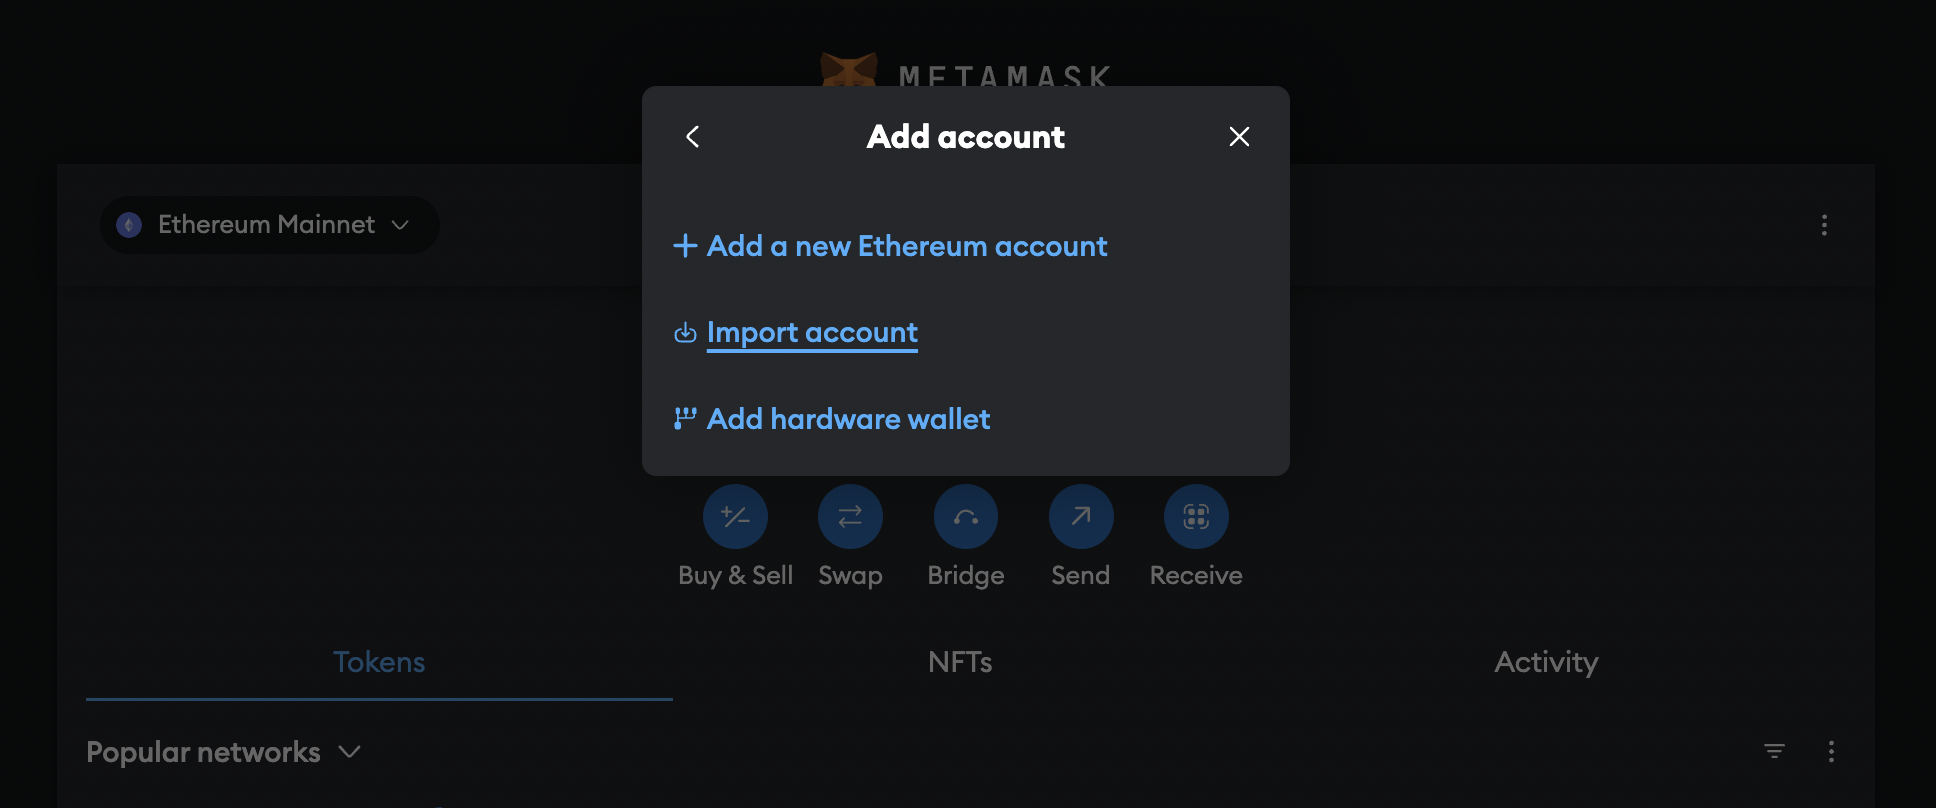 METAMASK
Add account
Ethereum Mainnet
Add a new Ethereum account
Import account
Add hardware wallet
Buy & Sell Swap Bridge Send Receive
Tokens NFTs Activity
Popular networks